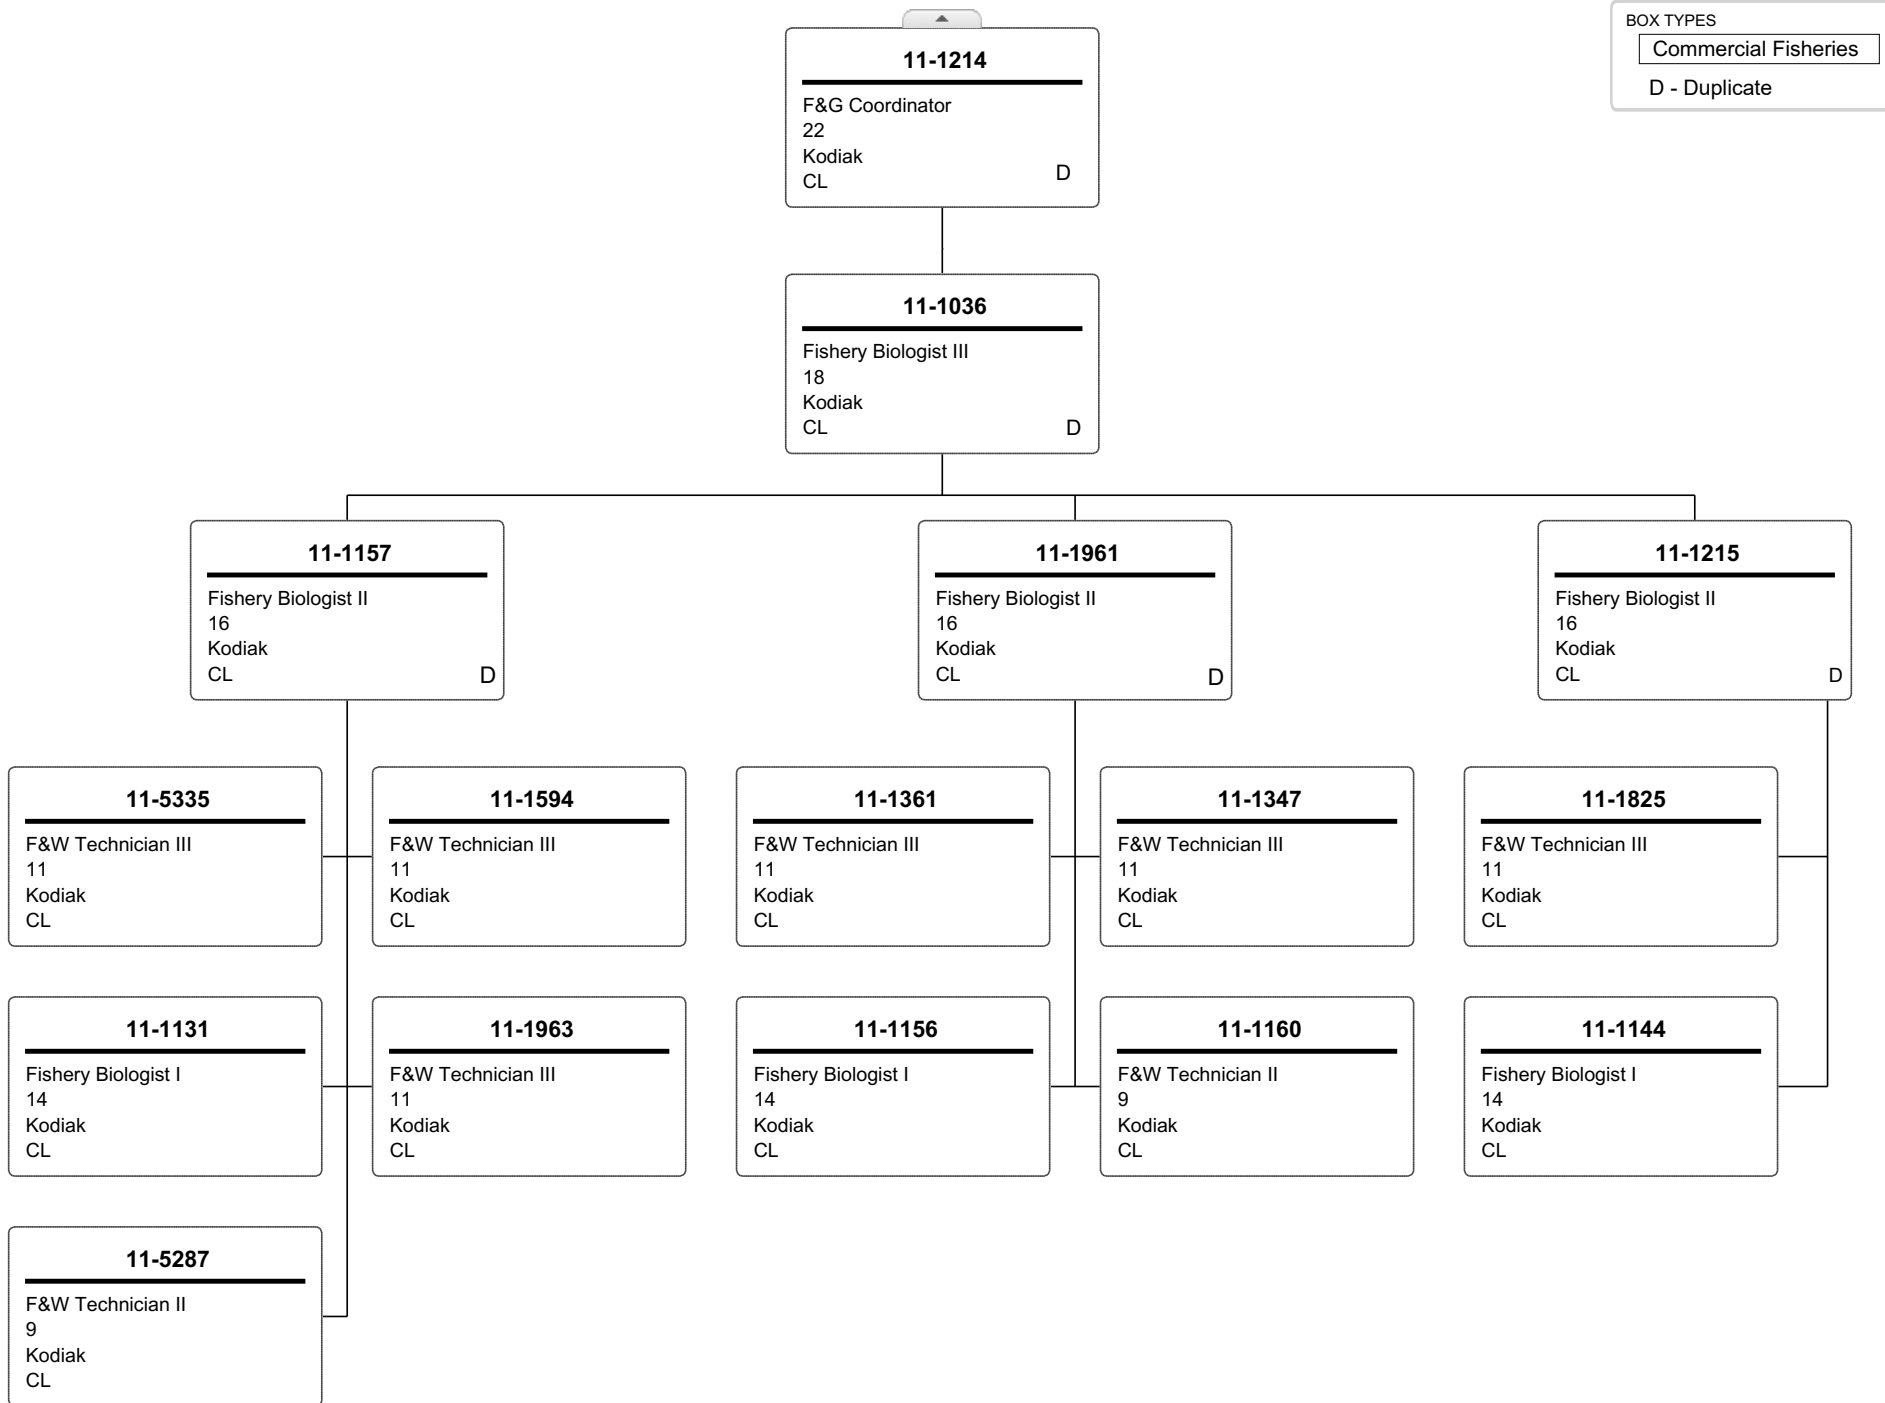 BOX TYPES
Commercial Fisheries
D - Duplicate
11-1214
F&G Coordinator
22
Kodiak
CL
D
11-1036
Fishery Biologist III
18
Kodiak
CL
D
11-1157
Fishery Biologist II
16
Kodiak
CL
D
11-1961
Fishery Biologist II
16
Kodiak
CL
D
11-1215
Fishery Biologist II
16
Kodiak
CL
D
11-5335
F&W Technician III
11
Kodiak
CL
11-1594
F&W Technician III
11
Kodiak
CL
11-1361
F&W Technician III
11
Kodiak
CL
11-1347
F&W Technician III
11
Kodiak
CL
11-1825
F&W Technician III
11
Kodiak
CL
11-1131
Fishery Biologist I
14
Kodiak
CL
11-1963
F&W Technician III
11
Kodiak
CL
11-1156
Fishery Biologist I
14
Kodiak
CL
11-1160
F&W Technician II
9
Kodiak
CL
11-1144
Fishery Biologist I
14
Kodiak
CL
11-5287
F&W Technician II
9
Kodiak
CL